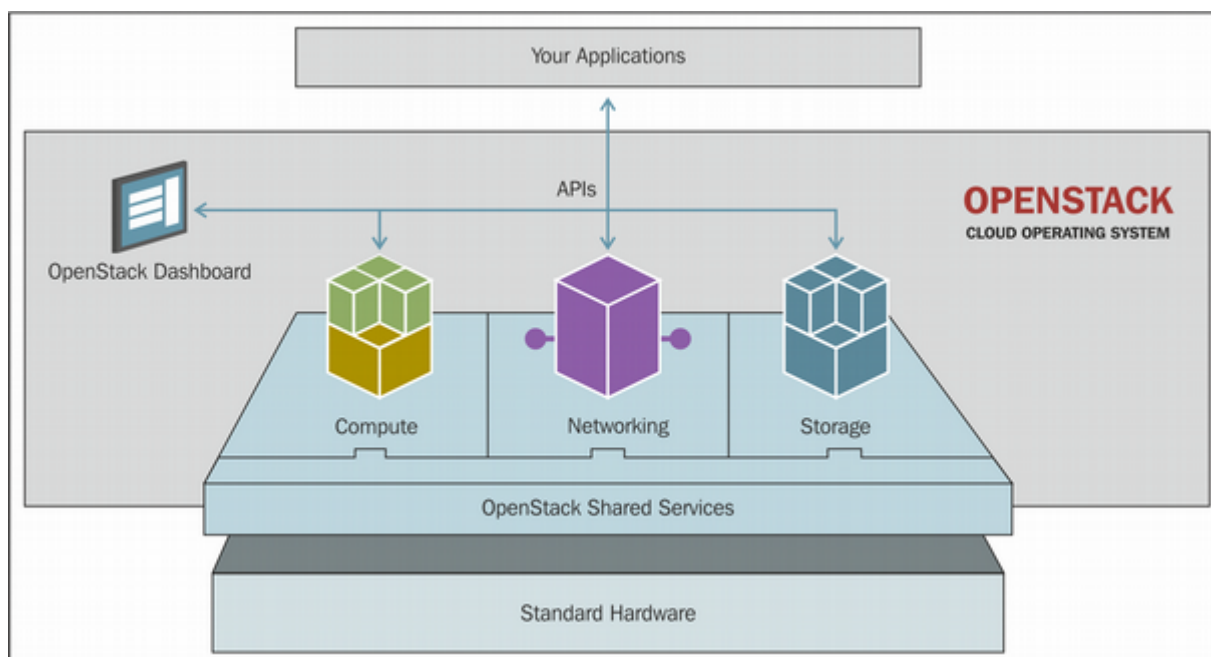 Your Applications
APIs
OPENSTACK
CLOUD OPERATING SYSTEM
OpenStack Dashboard
Compute
Networking
Storage
OpenStack Shared Services
Standard Hardware